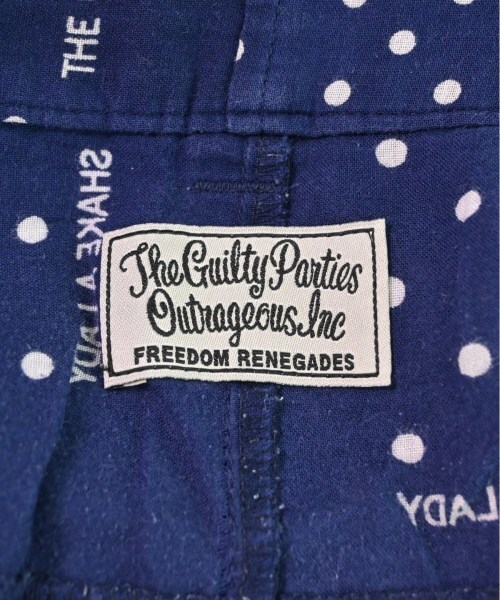 THE
SHAKE A LADY
The Guilty Parties
Outrageous.Inc
FREEDOM RENEGADES
LADY